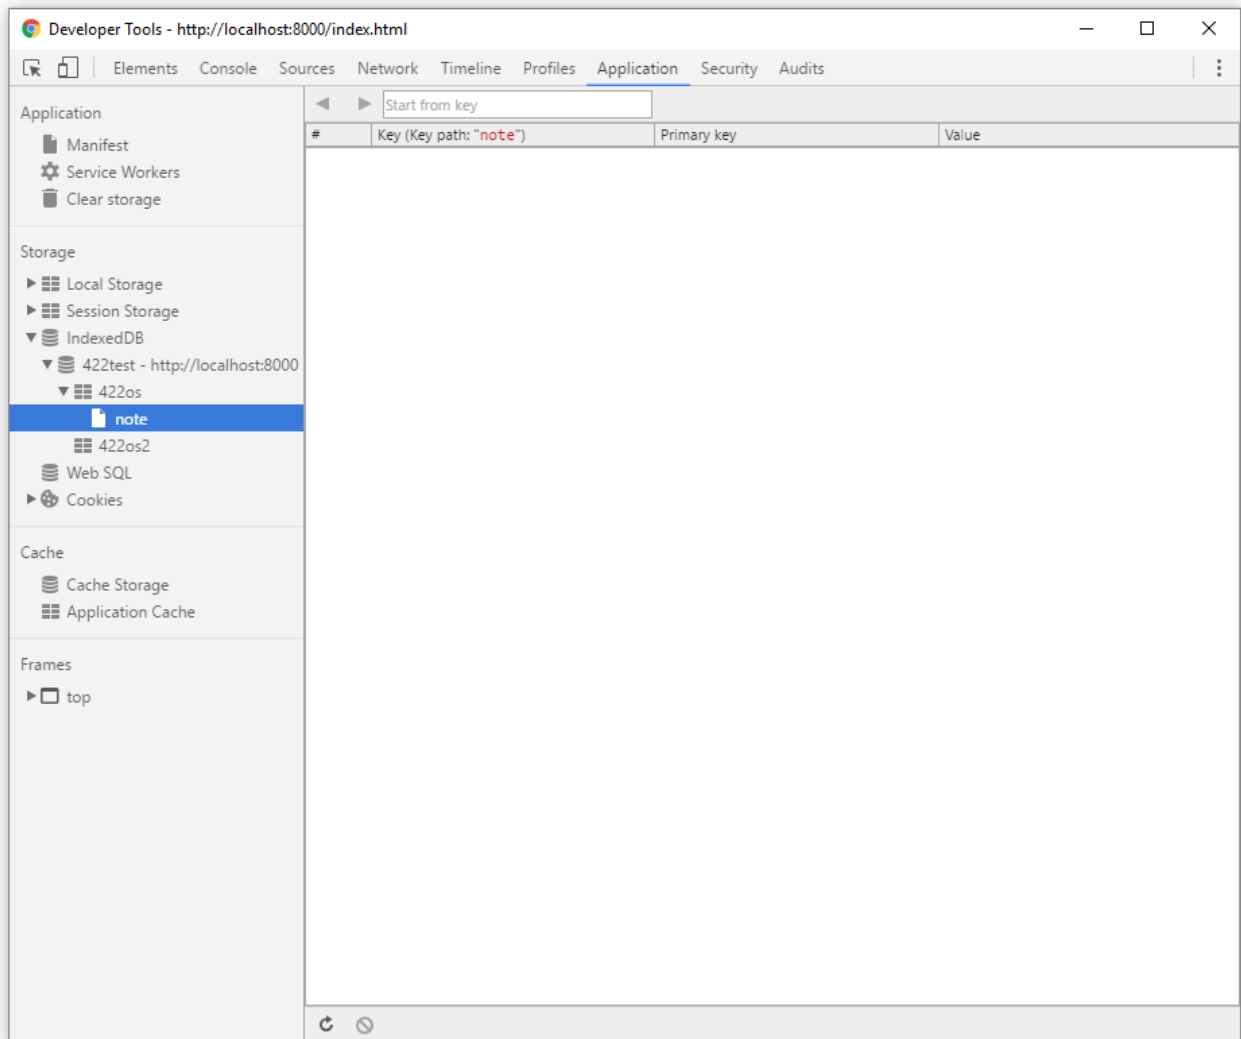 Developer Tools - http://localhost:8000/index.html
Elements Console Sources Network Timeline Profiles Application Security Audits
Application
Manifest
Service Workers
Clear storage
Storage
Local Storage
Session Storage
IndexedDB
422test - http://localhost:8000
422os
note
422os2
Web SQL
Cookies
Cache
Cache Storage
Application Cache
Frames
top
Start from key
# Key (Key path: "note") Primary key Value